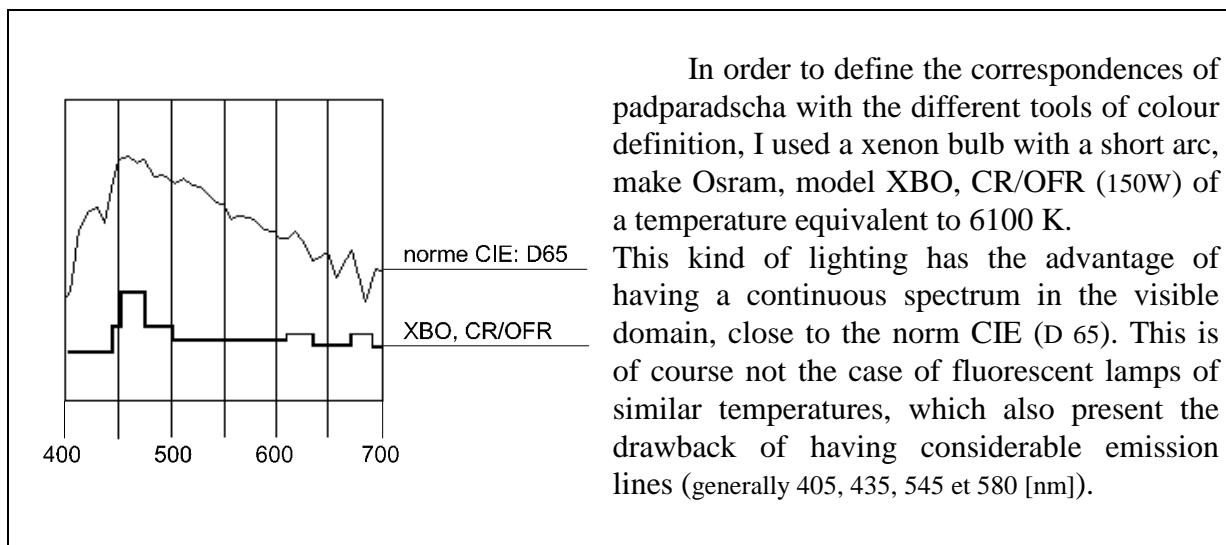 In order to define the correspondences of
padparadscha with the different tools of colour
definition, I used a xenon bulb with a short arc,
make Osram, model XBO, CR/OFR (150W) of
a temperature equivalent to 6100 K.
This kind of lighting has the advantage of
having a continuous spectrum in the visible
domain, close to the norm CIE (D 65). This is
of course not the case of fluorescent lamps of
similar temperatures, which also present the
drawback of having considerable emission
lines (generally 405, 435, 545 et 580 [nm]).
norme CIE: D65
XBO, CR/OFR
400 500 600 700